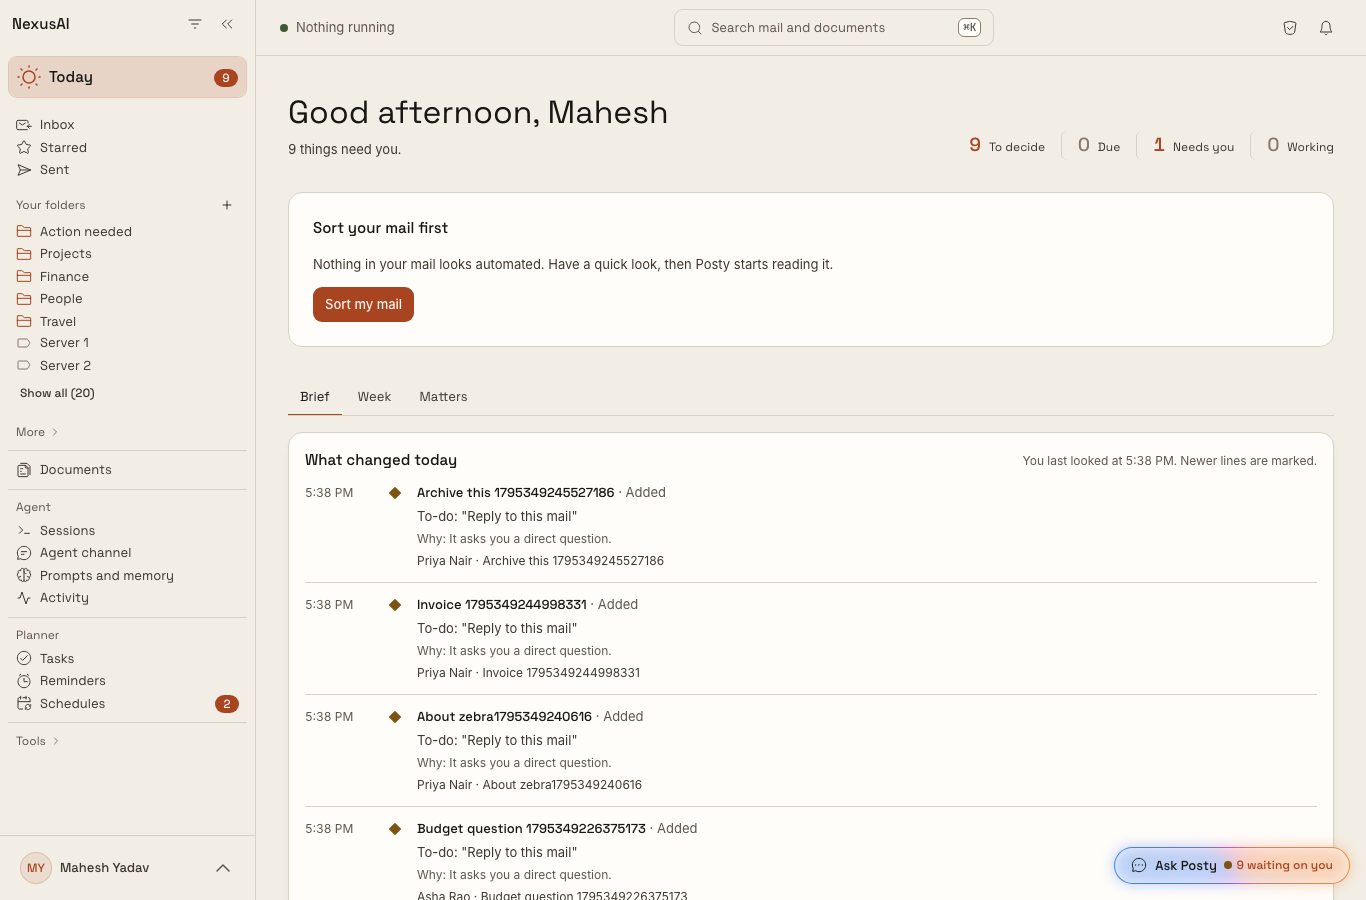 NexusAI
Today
9
Inbox
Starred
Sent
Your folders
Action needed
Projects
Finance
People
Travel
Server 1
Server 2
Show all (20)
More
Documents
Agent
Sessions
Agent channel
Prompts and memory
Activity
Planner
Tasks
Reminders
Schedules
2
Tools
MY Mahesh Yadav
Nothing running
Search mail and documents ⌘K
Good afternoon, Mahesh
9 things need you.
9 To decide 0 Due 1 Needs you 0 Working
Sort your mail first
Nothing in your mail looks automated. Have a quick look, then Posty starts reading it.
Sort my mail
Brief Week Matters
What changed today
You last looked at 5:38 PM. Newer lines are marked.
5:38 PM Archive this 1795349245527186 · Added
To-do: "Reply to this mail"
Why: It asks you a direct question.
Priya Nair · Archive this 1795349245527186
5:38 PM Invoice 1795349244998331 · Added
To-do: "Reply to this mail"
Why: It asks you a direct question.
Priya Nair · Invoice 1795349244998331
5:38 PM About zebra1795349240616 · Added
To-do: "Reply to this mail"
Why: It asks you a direct question.
Priya Nair · About zebra1795349240616
5:38 PM Budget question 1795349226375173 · Added
To-do: "Reply to this mail"
Why: It asks you a direct question.
Asha Rao · Budget question 1795349226375173
Ask Posty 9 waiting on you